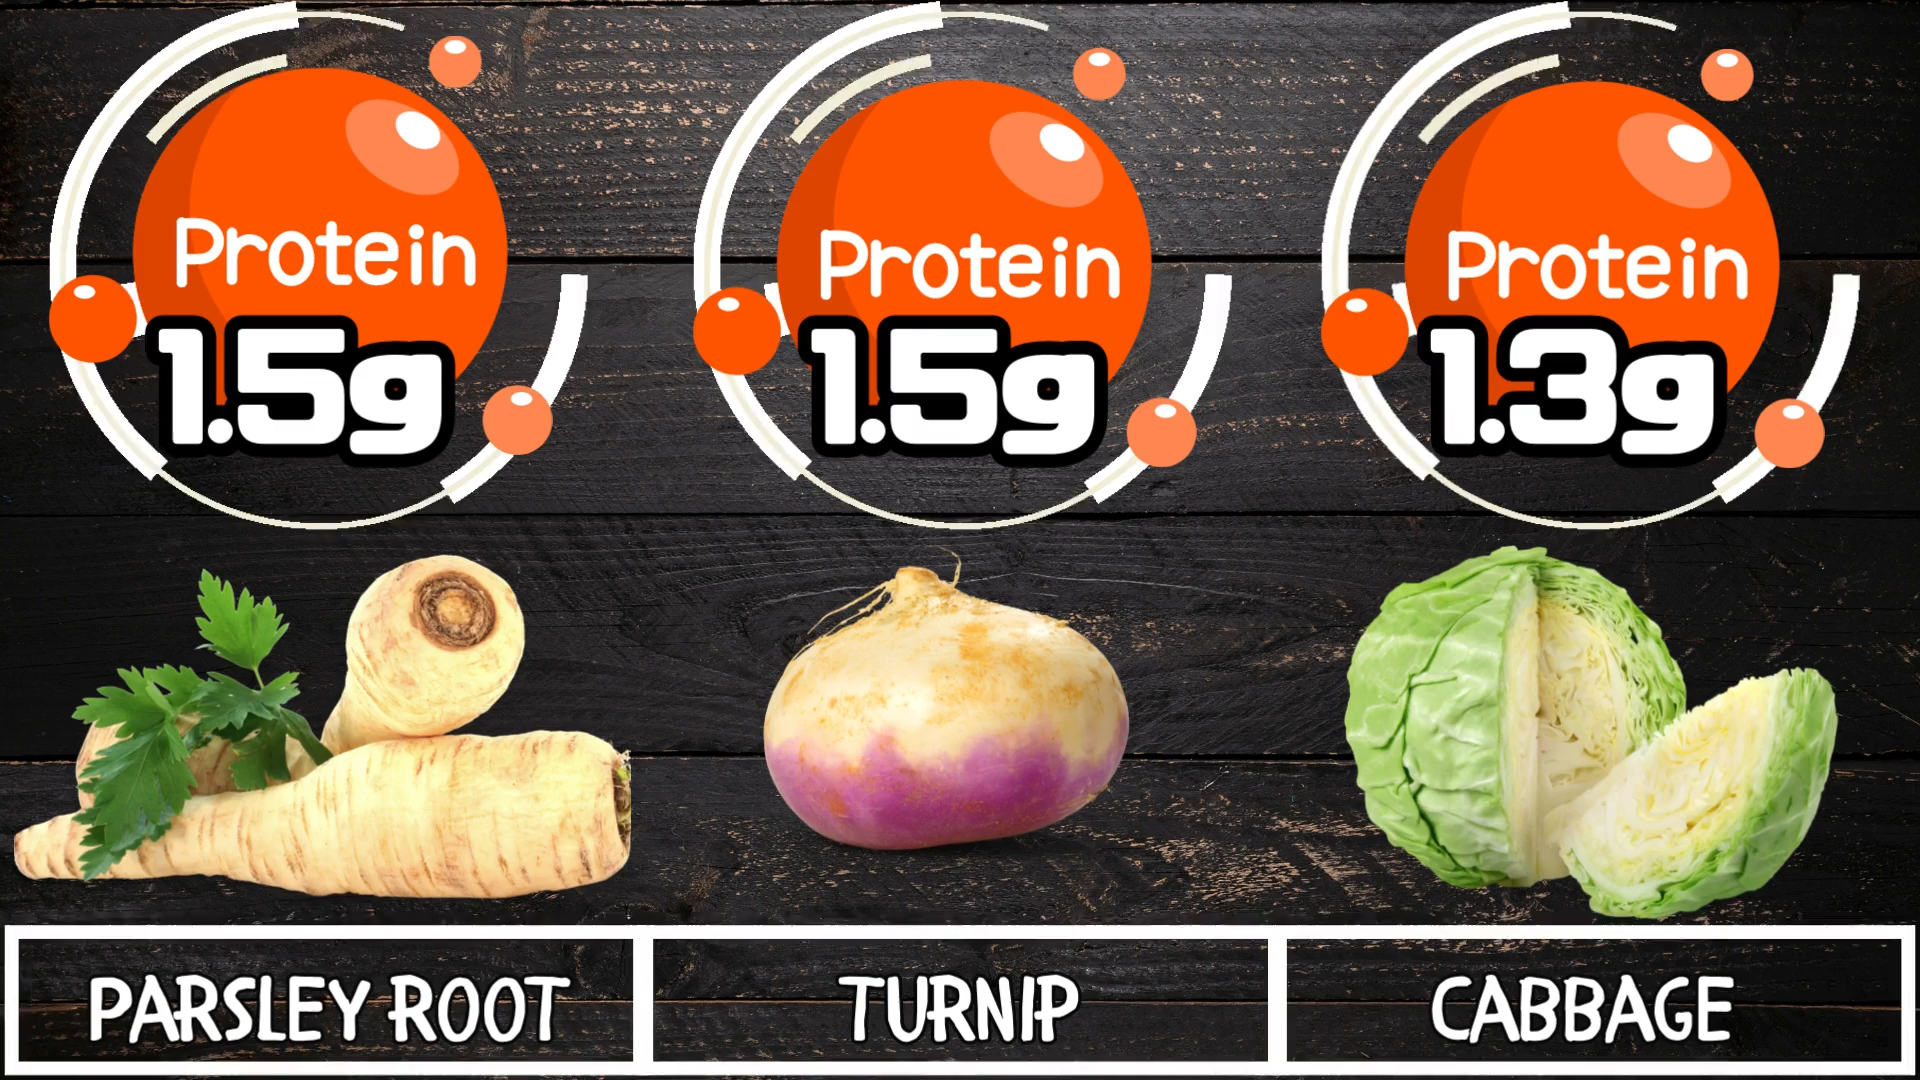 Protein
1.5g
Protein
1.5g
Protein
1.3g
PARSLEY ROOT
TURNIP
CABBAGE